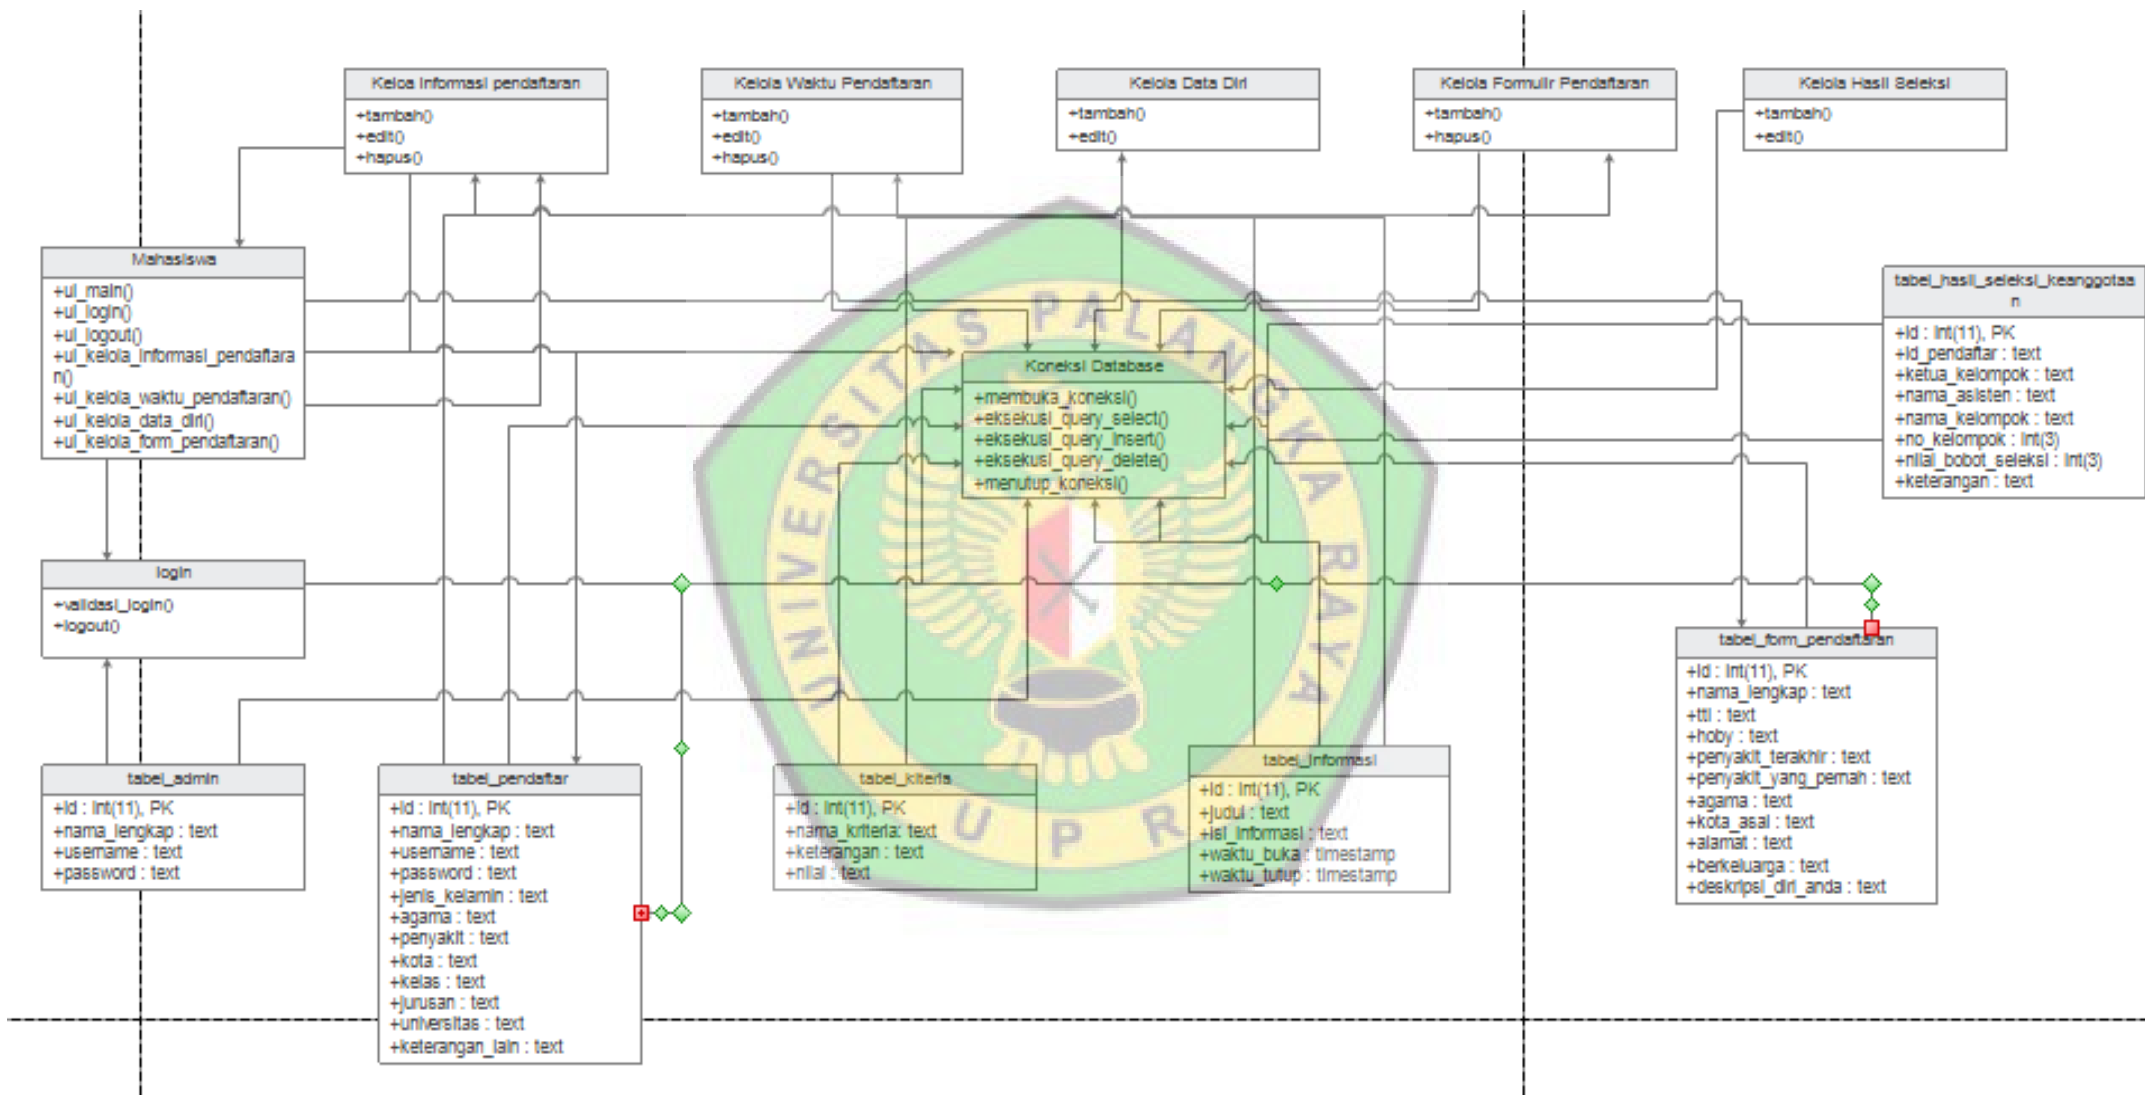 Keloa Informasi pendaftaran
+tambah()
+edit()
+hapus()
Kelola Waktu Pendaftaran
+tambah()
+edit()
+hapus()
Kelola Data Diri
+tambah()
+edit()
Kelola Formulir Pendaftaran
+tambah()
+hapus()
Kelola Hasil Seleksi
+tambah()
+edit()
Mahasiswa
+ui_main()
+ui_login()
+ui_logout()
+ui_kelola_informasi_pendaftara
n()
+ui_kelola_waktu_pendaftaran()
+ui_kelola_data_diri()
+ui_kelola_form_pendaftaran()
tabel_hasil_seleksi_keanggotaa
n
+id : int(11), PK
+id_pendaftar : text
+ketua_kelompok : text
+nama_asisten : text
+nama_kelompok : text
+no_kelompok : int(3)
+nilai_bobot_seleksi : int(3)
+keterangan : text
Koneksi Database
+membuka_koneksi()
+eksekusi_query_select()
+eksekusi_query_insert()
+eksekusi_query_delete()
+menutup_koneksi()
UNIVERSITAS PALANGKA RAYA
UPR
login
+validasi_login()
+logout()
tabel_admin
+id : int(11), PK
+nama_lengkap : text
+username : text
+password : text
tabel_pendaftar
+id : int(11), PK
+nama_lengkap : text
+username : text
+password : text
+jenis_kelamin : text
+agama : text
+penyakit : text
+kota : text
+kelas : text
+jurusan : text
+universitas : text
+keterangan_lain : text
tabel_kiteria
+id : int(11), PK
+nama_kriteria: text
+keterangan : text
+nilai : text
tabel_informasi
+id : int(11), PK
+judul : text
+isi_informasi : text
+waktu_buka : timestamp
+waktu_tutup : timestamp
tabel_form_pendaftaran
+id : int(11), PK
+nama_lengkap : text
+ttl : text
+hoby : text
+penyakit_terakhir : text
+penyakit_yang_pernah : text
+agama : text
+kota_asal : text
+alamat : text
+berkeluarga : text
+deskripsi_diri_anda : text